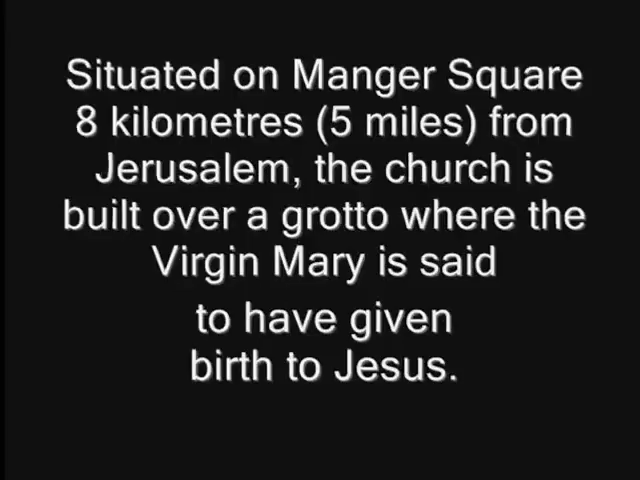 Situated on Manger Square
8 kilometres (5 miles) from
Jerusalem, the church is
built over a grotto where the
Virgin Mary is said
to have given
birth to Jesus.